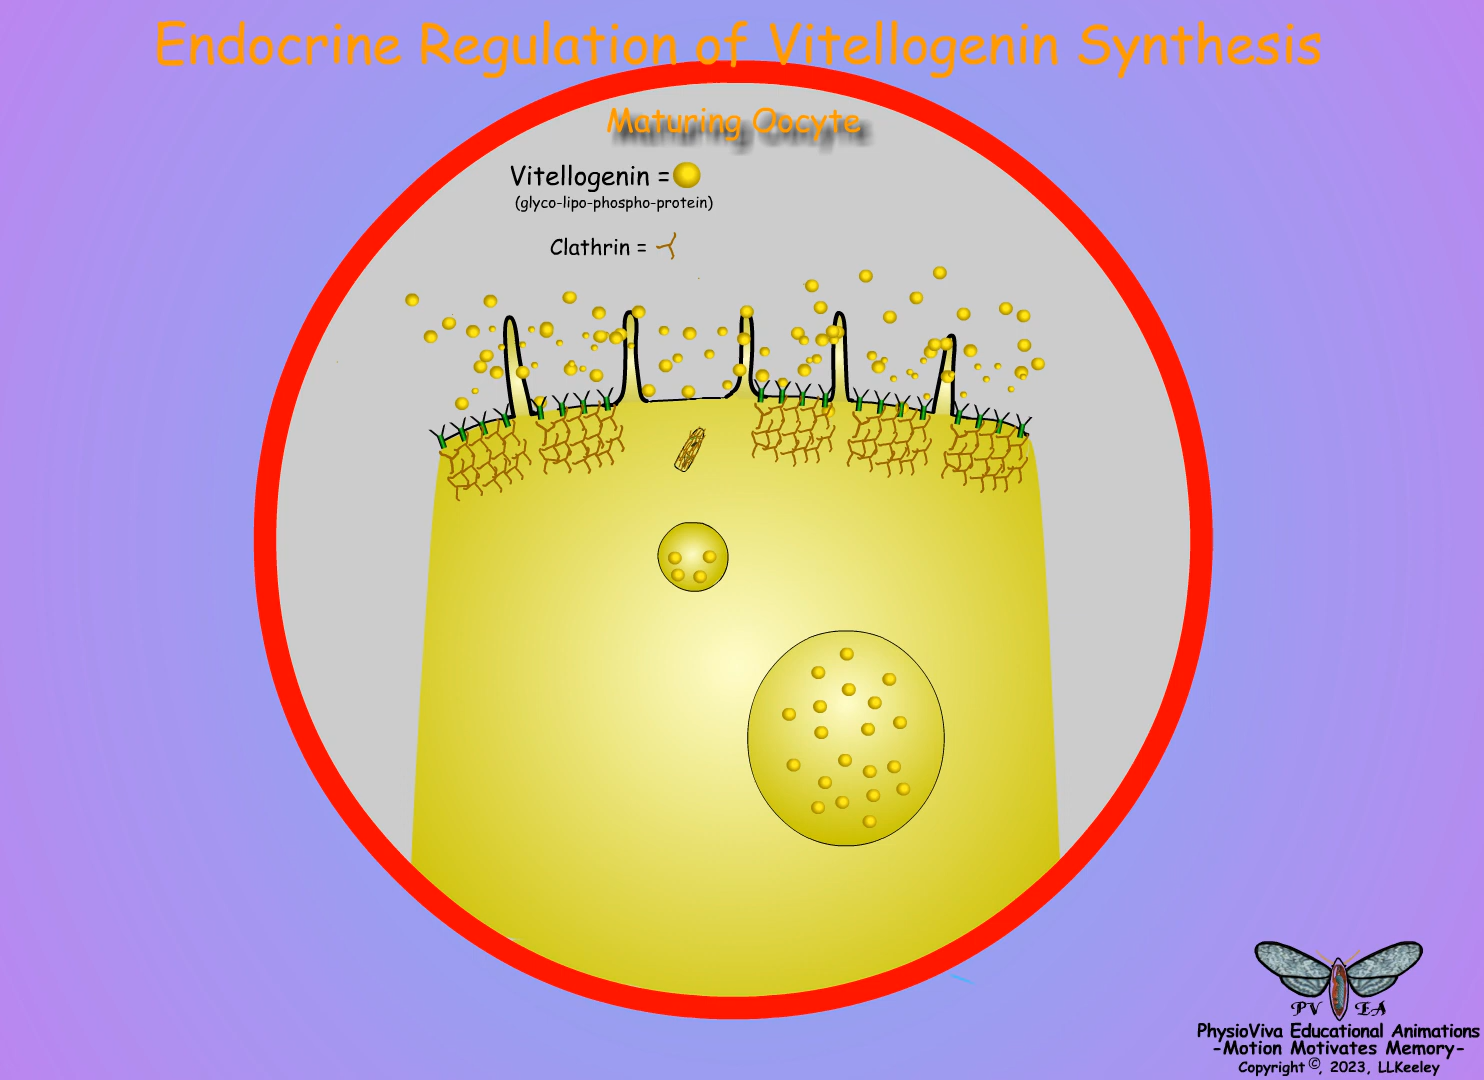 Endocrine Regulation of Vitellogenin Synthesis
Maturing Oocyte
Vitellogenin =
(glyco-lipo-phospho-protein)
Clathrin =
PV EA
PhysioViva Educational Animations
-Motion Motivates Memory-
Copyright ©, 2023, LLKeeley